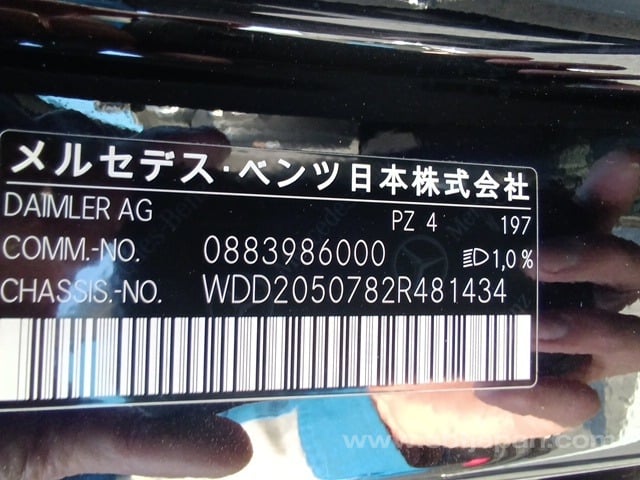 メルセデス・ベンツ日本株式会社
DAIMLER AG PZ 4 197
COMM.-NO. 0883986000 1,0 %
CHASSIS.-NO. WDD2050782R481434